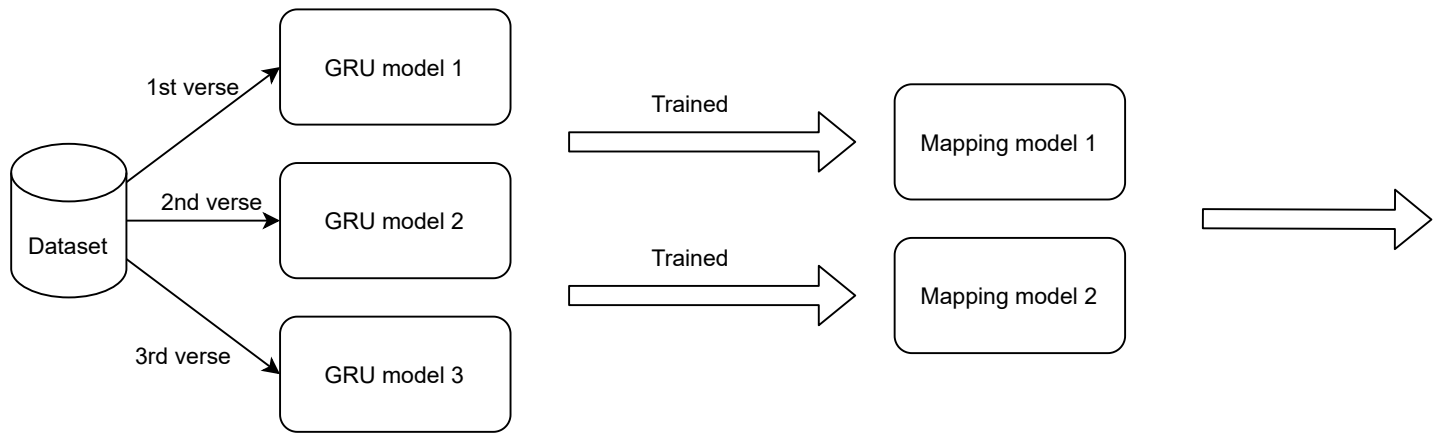 1st verse
GRU model 1
2nd verse
GRU model 2
Dataset
3rd verse
GRU model 3
Trained
Mapping model 1
Trained
Mapping model 2